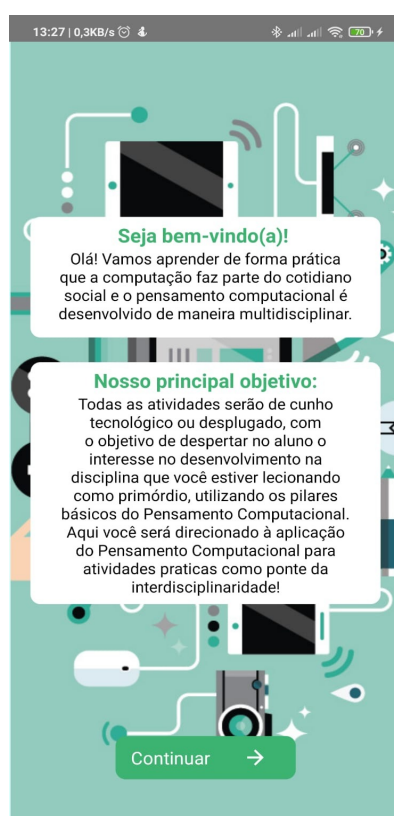 13:27 | 0,3KB/s
70
Seja bem-vindo(a)!
Olá! Vamos aprender de forma prática
que a computação faz parte do cotidiano
social e o pensamento computacional é
desenvolvido de maneira multidisciplinar.
Nosso principal objetivo:
Todas as atividades serão de cunho
tecnológico ou desplugado, com
o objetivo de despertar no aluno o
interesse no desenvolvimento na
disciplina que você estiver lecionando
como primórdio, utilizando os pilares
básicos do Pensamento Computacional.
Aqui você será direcionado à aplicação
do Pensamento Computacional para
atividades praticas como ponte da
interdisciplinaridade!
Continuar